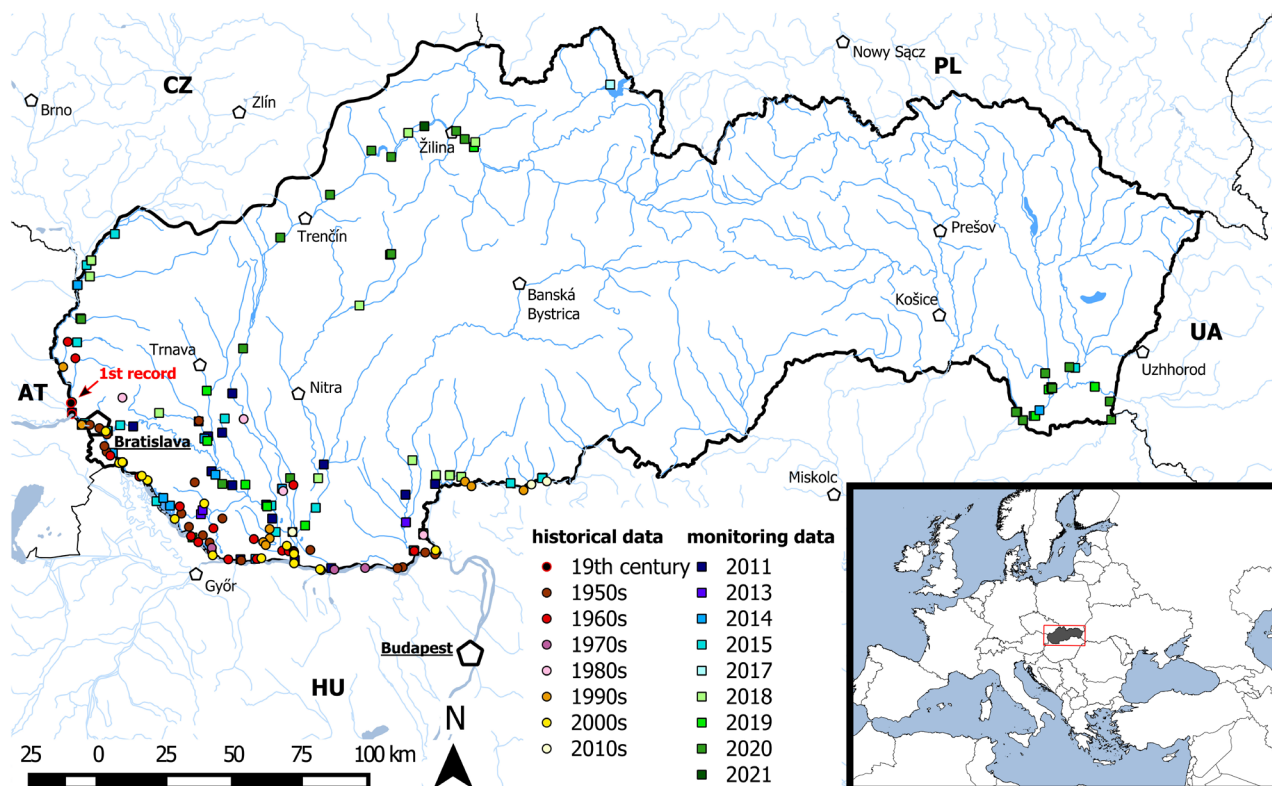 Nowy Sącz
PL
CZ
Zlín
Brno
Žilina
Trenčín
Prešov
Banská
Bystrica
Košice
UA
Uzhhorod
Trnava
1st record
AT
Nitra
Bratislava
Miskolc
Győr
Budapest
HU
historical data
19th century
1950s
1960s
1970s
1980s
1990s
2000s
2010s
monitoring data
2011
2013
2014
2015
2017
2018
2019
2020
2021
N
25 0 25 50 75 100 km